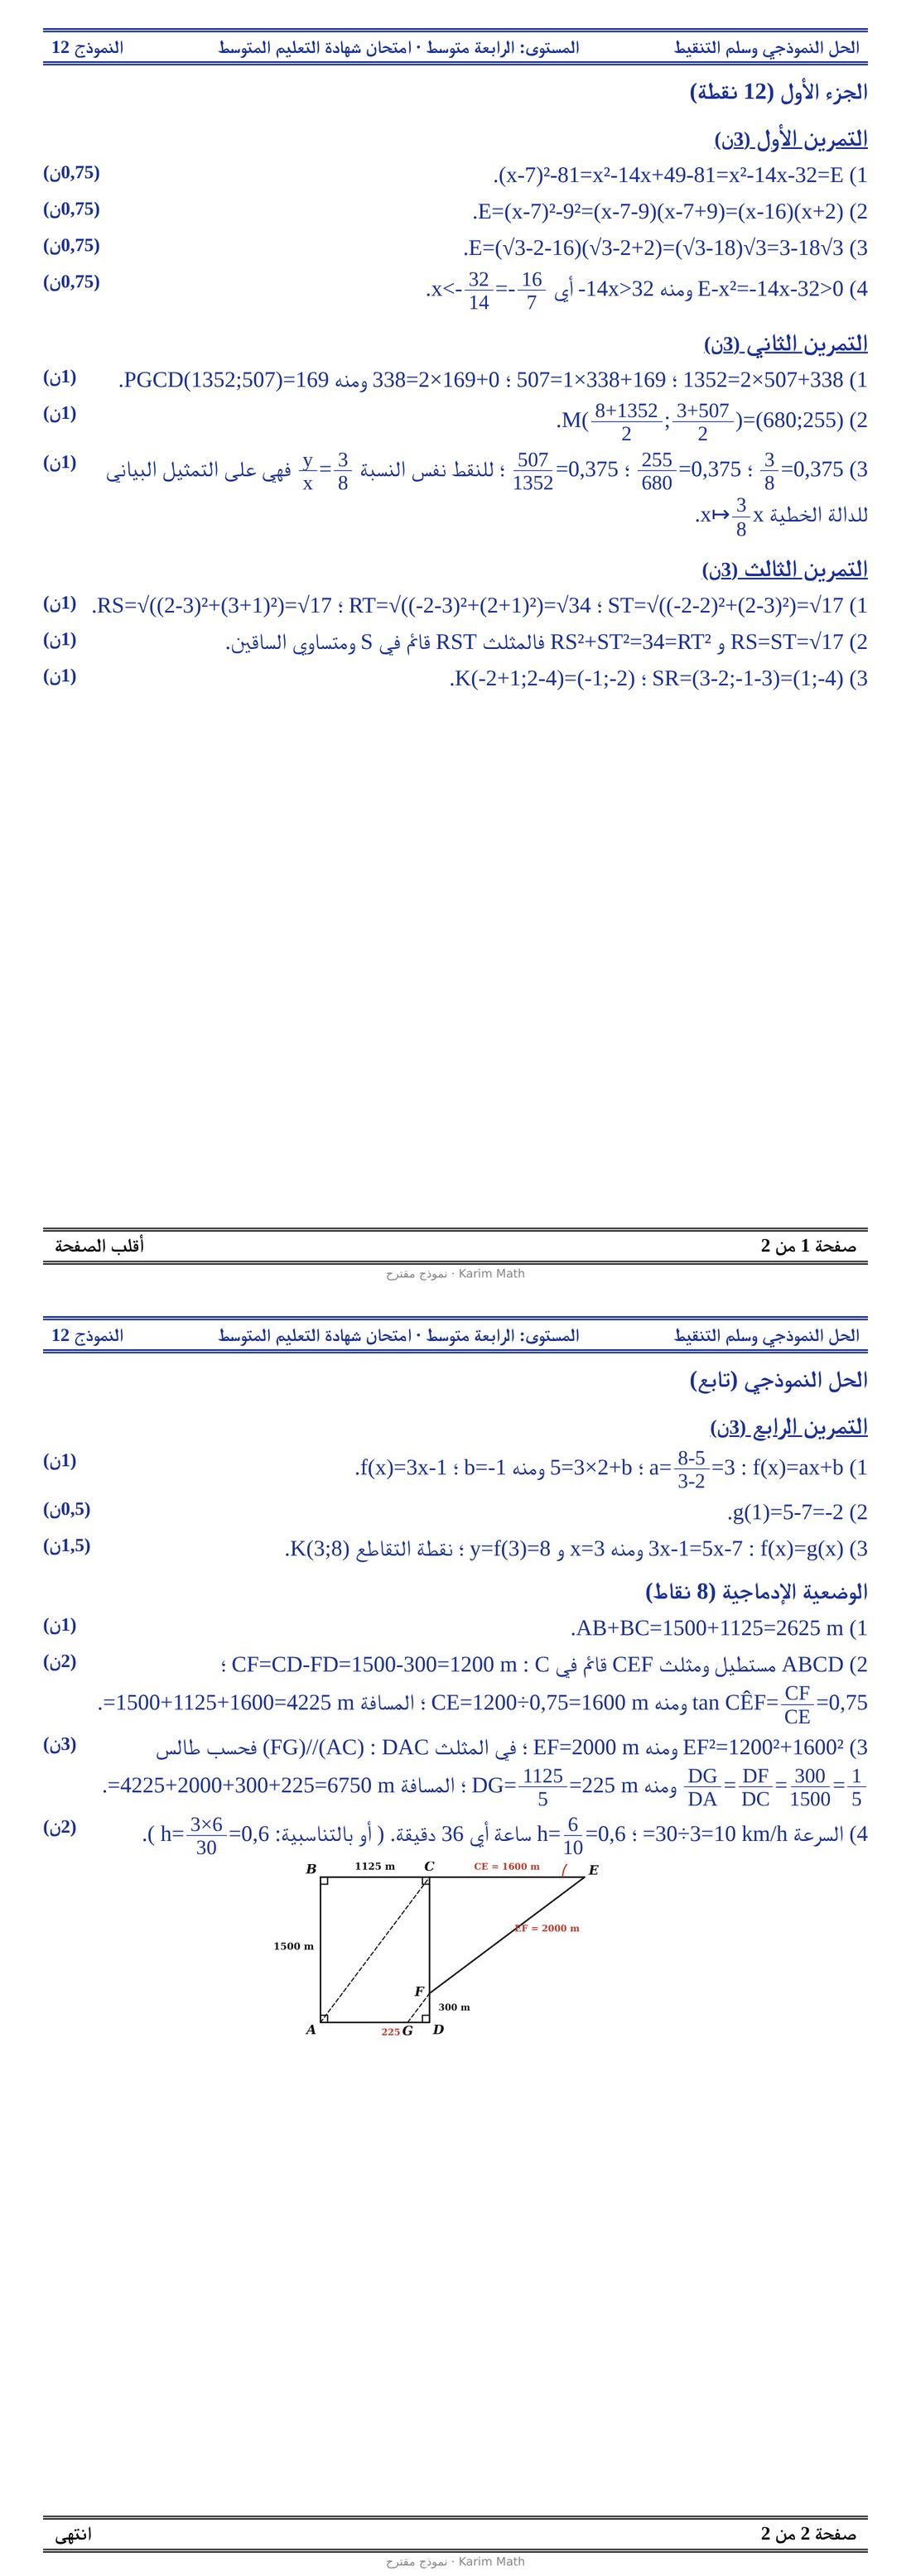 الحل النموذجي وسلم التنقيط المستوى: الرابعة متوسط · امتحان شهادة التعليم المتوسط النموذج 12
الجزء الأول (12 نقطة)
التمرين الأول (3ن)
1) (x-7)²-81=x²-14x+49-81=x²-14x-32=E. (0,75ن)
2) E=(x-7)²-9²=(x-7-9)(x-7+9)=(x-16)(x+2). (0,75ن)
3) E=(√3-2-16)(√3-2+2)=(√3-18)√3=3-18√3. (0,75ن)
4) E-x²=-14x-32>0 ومنه -14x>32 أي x<-32/14=-16/7. (0,75ن)
التمرين الثاني (3ن)
1) 1352=2×507+338 ؛ 507=1×338+169 ؛ 338=2×169+0 ومنه PGCD(1352;507)=169. (1ن)
2) M(8+1352/2;3+507/2)=(680;255). (1ن)
3) 3/8=0,375 ؛ 255/680=0,375 ؛ 507/1352=0,375 ؛ للنقط نفس النسبة y/x=3/8 فهي على التمثيل البياني (1ن)
للدالة الخطية x↦3/8x.
التمرين الثالث (3ن)
1) RS=√((2-3)²+(3+1)²)=√17 ؛ RT=√((-2-3)²+(2+1)²)=√34 ؛ ST=√((-2-2)²+(2-3)²)=√17. (1ن)
2) RS=ST=√17 و RS²+ST²=34=RT² فالمثلث RST قائم في S ومتساوي الساقين. (1ن)
3) SR=(3-2;-1-3)=(1;-4) ؛ K(-2+1;2-4)=(-1;-2). (1ن)
صفحة 1 من 2 أقلب الصفحة
Karim Math · نموذج مقترح
الحل النموذجي وسلم التنقيط المستوى: الرابعة متوسط · امتحان شهادة التعليم المتوسط النموذج 12
الحل النموذجي (تابع)
التمرين الرابع (3ن)
1) f(x)=ax+b : a=8-5/3-2=3 ؛ 5=3×2+b ومنه b=-1 ؛ f(x)=3x-1. (1ن)
2) g(1)=5-7=-2. (0,5ن)
3) f(x)=g(x) : 3x-1=5x-7 ومنه x=3 و y=f(3)=8 ؛ نقطة التقاطع K(3;8). (1,5ن)
الوضعية الإدماجية (8 نقاط)
1) AB+BC=1500+1125=2625 m. (1ن)
2) ABCD مستطيل ومثلث CEF قائم في C : CF=CD-FD=1500-300=1200 m ؛ (2ن)
tan CÊF=CF/CE=0,75 ومنه CE=1200÷0,75=1600 m ؛ المسافة =1500+1125+1600=4225 m.
3) EF²=1200²+1600² ومنه EF=2000 m ؛ في المثلث DAC : (FG)//(AC) فحسب طالس (3ن)
DG/DA=DF/DC=300/1500=1/5 ومنه DG=1125/5=225 m ؛ المسافة =4225+2000+300+225=6750 m.
4) السرعة =30÷3=10 km/h ؛ h=6/10=0,6 ساعة أي 36 دقيقة. ( أو بالتناسبية: h=3×6/30=0,6 ). (2ن)
B 1125 m C CE = 1600 m E
EF = 2000 m
1500 m
F
300 m
A 225 G D
صفحة 2 من 2 انتهى
Karim Math · نموذج مقترح